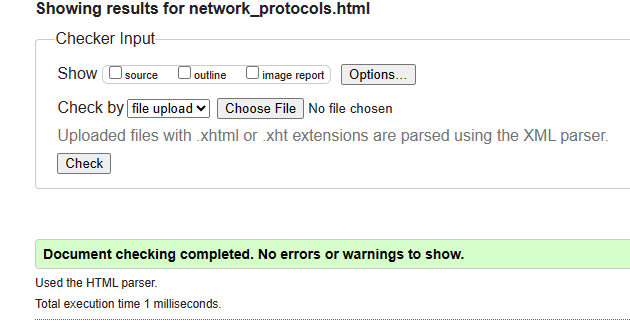 Showing results for network_protocols.html
Checker Input
Show source outline image report Options...
Check by file upload Choose File No file chosen
Uploaded files with .xhtml or .xht extensions are parsed using the XML parser.
Check
Document checking completed. No errors or warnings to show.
Used the HTML parser.
Total execution time 1 milliseconds.